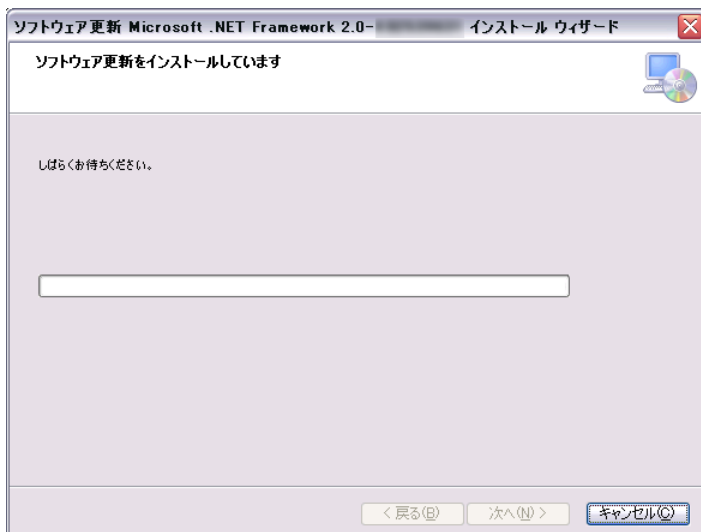 ソフトウェア更新 Microsoft .NET Framework 2.0- インストール ウィザード
ソフトウェア更新をインストールしています
しばらくお待ちください。
< 戻る(B) 次へ(N) > キャンセル(C)